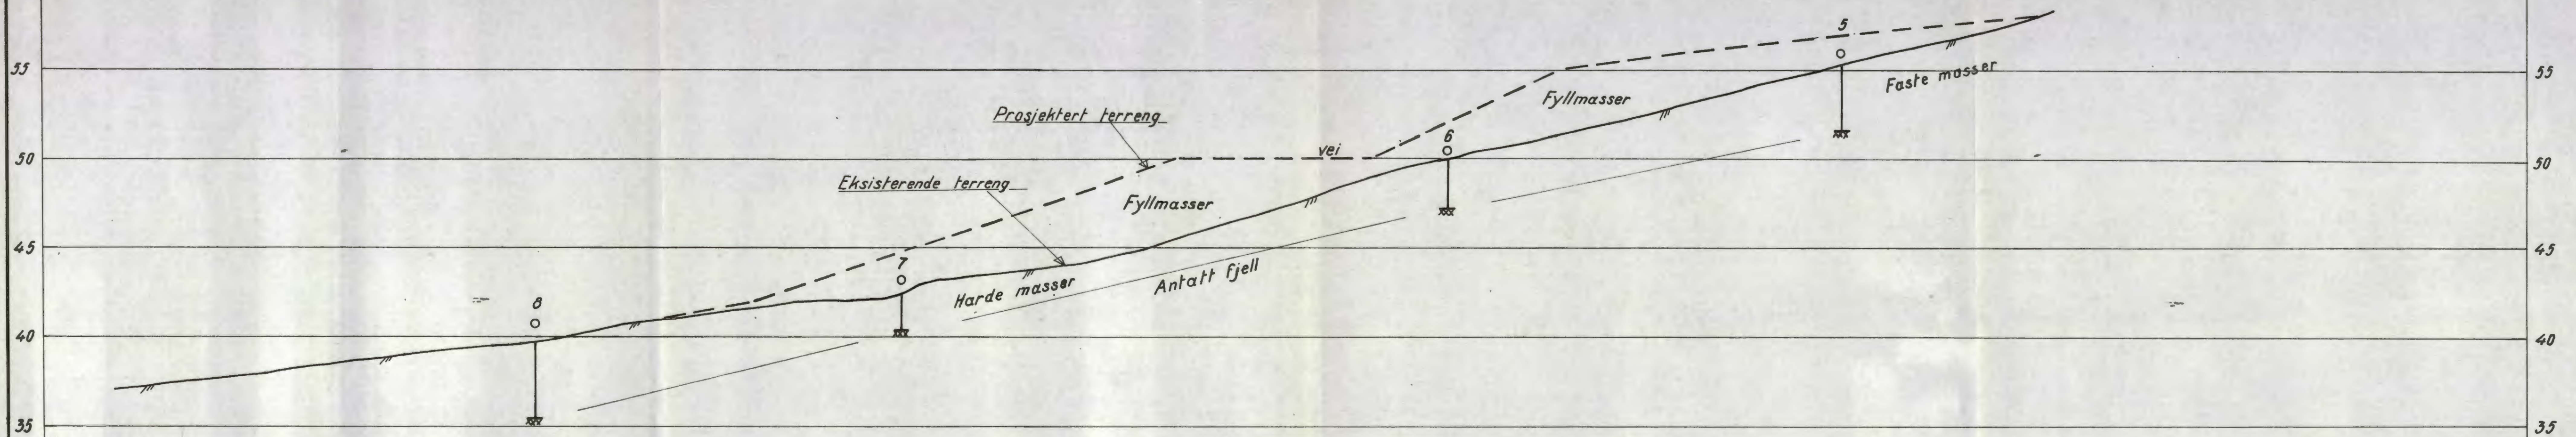 5
55
55
Faste masser
Fyllmasser
Prosjektert terreng
6
50
vei
50
Eksisterende terreng
Fyllmasser
7
45
45
Harde masser
Antatt fjell
8
40
40
35
35